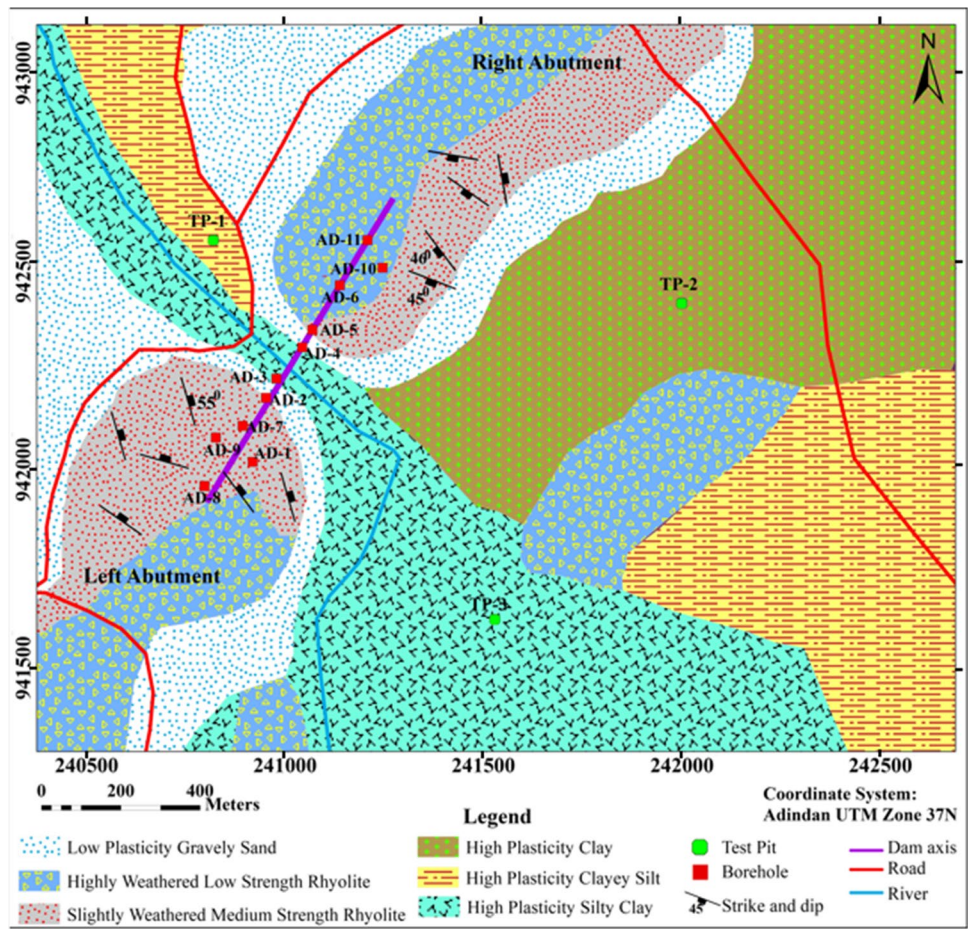 N
Right Abutment
943000
942500
942000
941500
TP-1
AD-11
AD-10
AD-6
46⁰
45⁰
TP-2
AD-5
AD-4
AD-3
AD-2
55⁰
AD-7
AD-9
AD-1
AD-8
Left Abutment
TP-3
240500 241000 241500 242000 242500
0 200 400
Meters
Coordinate System:
Adindan UTM Zone 37N
Legend
Low Plasticity Gravely Sand
Highly Weathered Low Strength Rhyolite
Slightly Weathered Medium Strength Rhyolite
High Plasticity Clay
High Plasticity Clayey Silt
High Plasticity Silty Clay
Test Pit
Borehole
45 Strike and dip
Dam axis
Road
River